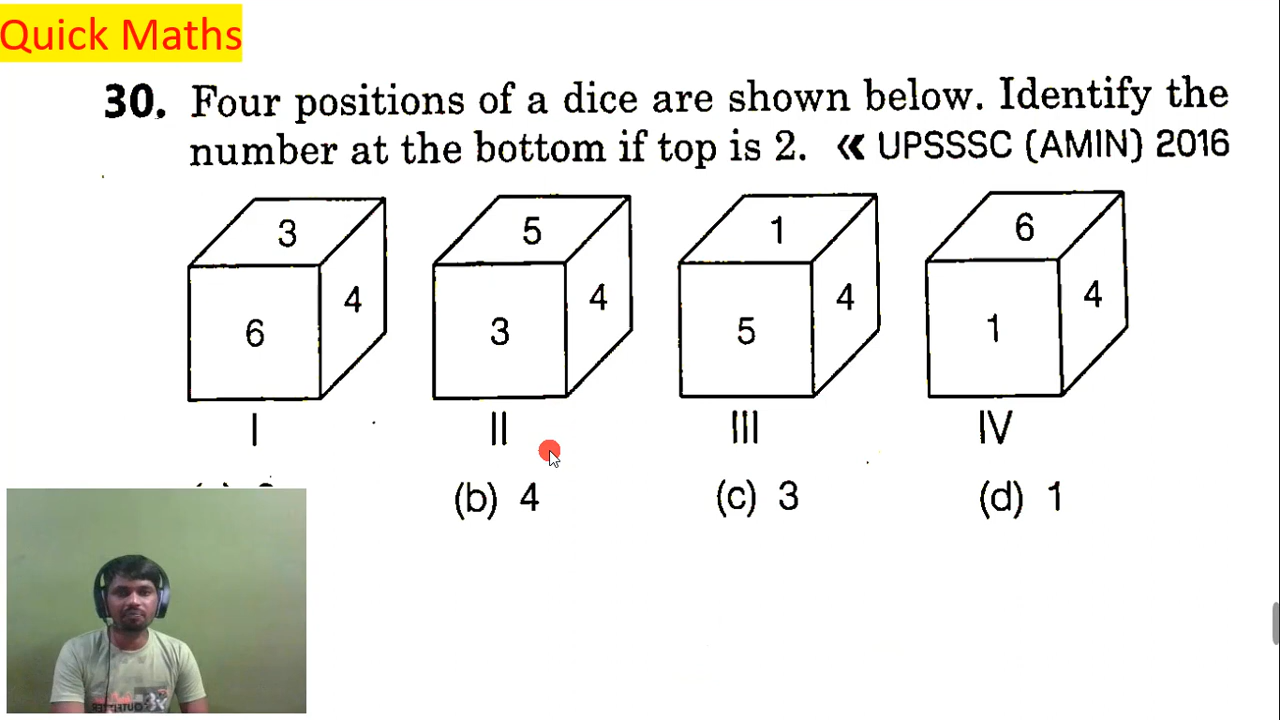 Quick Maths
30. Four positions of a dice are shown below. Identify the
number at the bottom if top is 2. « UPSSSC (AMIN) 2016
3 5 1 6
4 4 4 4
6 3 5 1
I II III IV
(b) 4 (c) 3 (d) 1